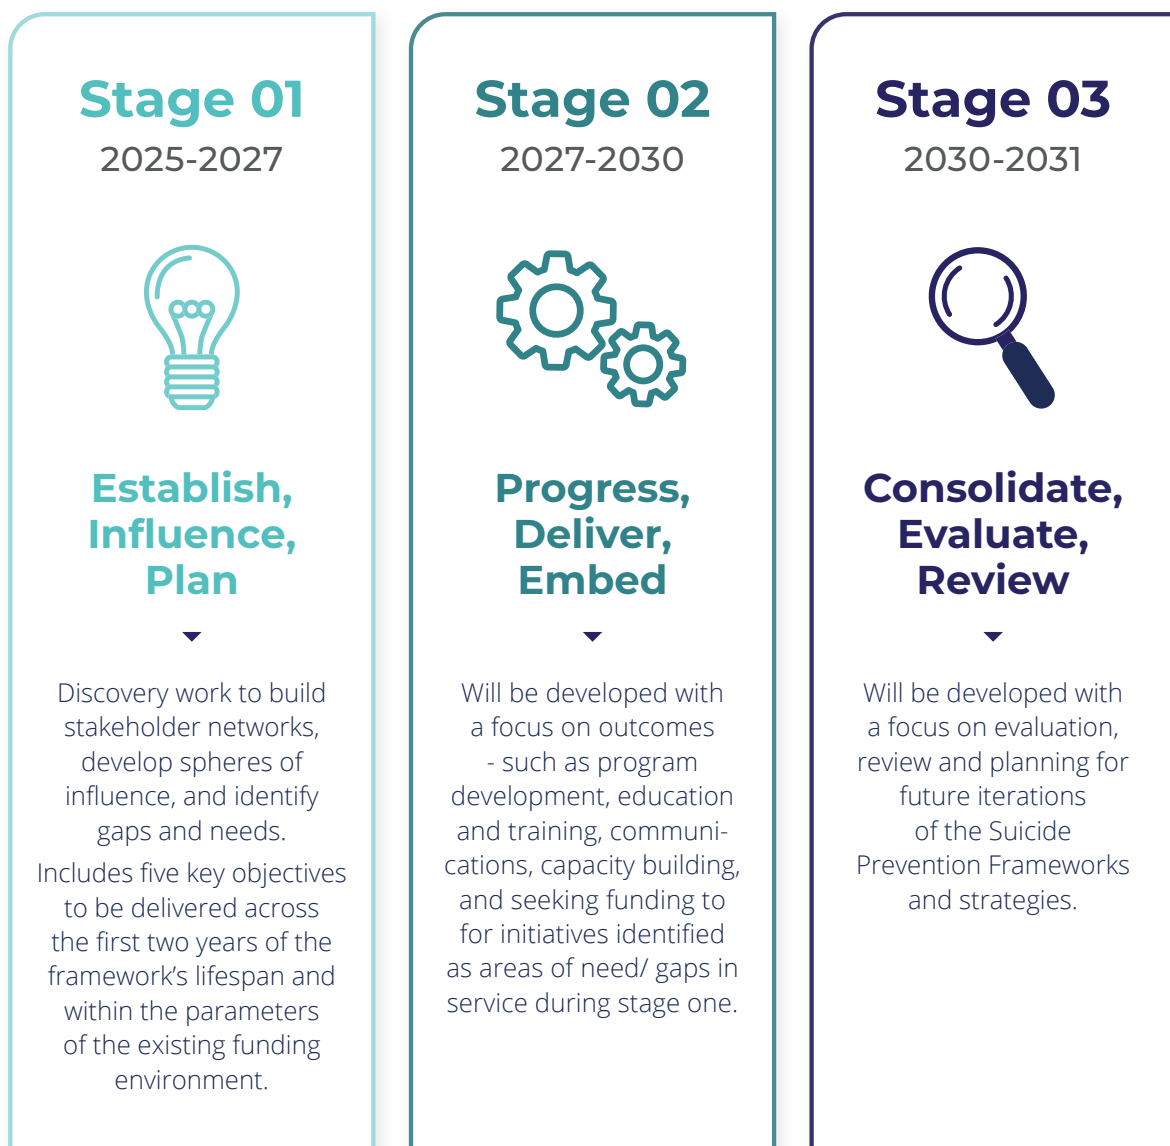 Stage 01
2025-2027
Establish,
Influence,
Plan
Discovery work to build
stakeholder networks,
develop spheres of
influence, and identify
gaps and needs.
Includes five key objectives
to be delivered across
the first two years of the
framework’s lifespan and
within the parameters
of the existing funding
environment.
Stage 02
2027-2030
Progress,
Deliver,
Embed
Will be developed with
a focus on outcomes
- such as program
development, education
and training, communi-
cations, capacity building,
and seeking funding to
for initiatives identified
as areas of need/ gaps in
service during stage one.
Stage 03
2030-2031
Consolidate,
Evaluate,
Review
Will be developed with
a focus on evaluation,
review and planning for
future iterations
of the Suicide
Prevention Frameworks
and strategies.